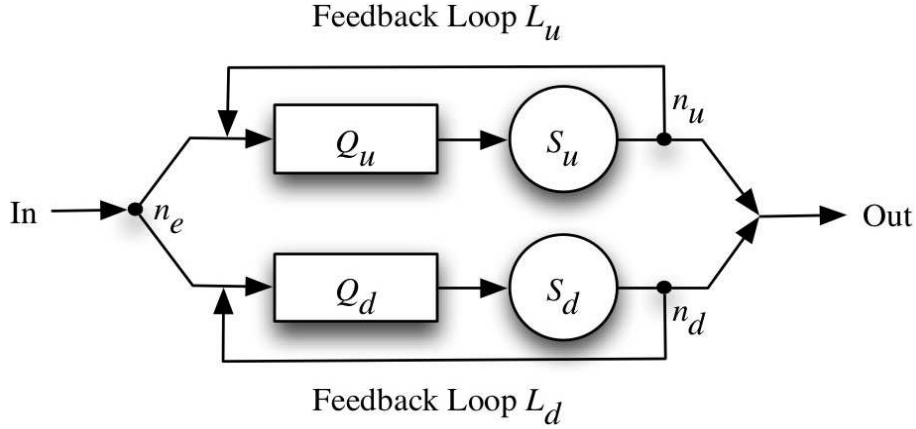 Feedback Loop L_u
n_u
Q_u
S_u
In
n_e
Out
Q_d
S_d
n_d
Feedback Loop L_d